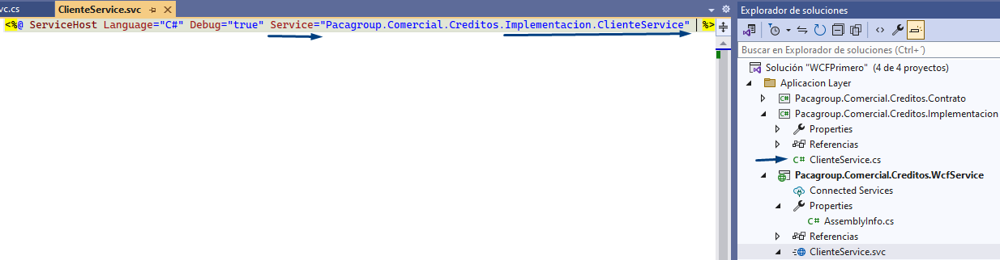 vc.cs
ClienteService.svc
<%@ ServiceHost Language="C#" Debug="true" Service="Pacagroup.Comercial.Creditos.Implementacion.ClienteService" %>
Explorador de soluciones
Buscar en Explorador de soluciones (Ctrl+´)
Solución "WCFPrimero" (4 de 4 proyectos)
Aplicacion Layer
C# Pacagroup.Comercial.Creditos.Contrato
C# Pacagroup.Comercial.Creditos.Implementacion
Properties
Referencias
C# ClienteService.cs
Pacagroup.Comercial.Creditos.WcfService
Connected Services
Properties
C# AssemblyInfo.cs
Referencias
ClienteService.svc